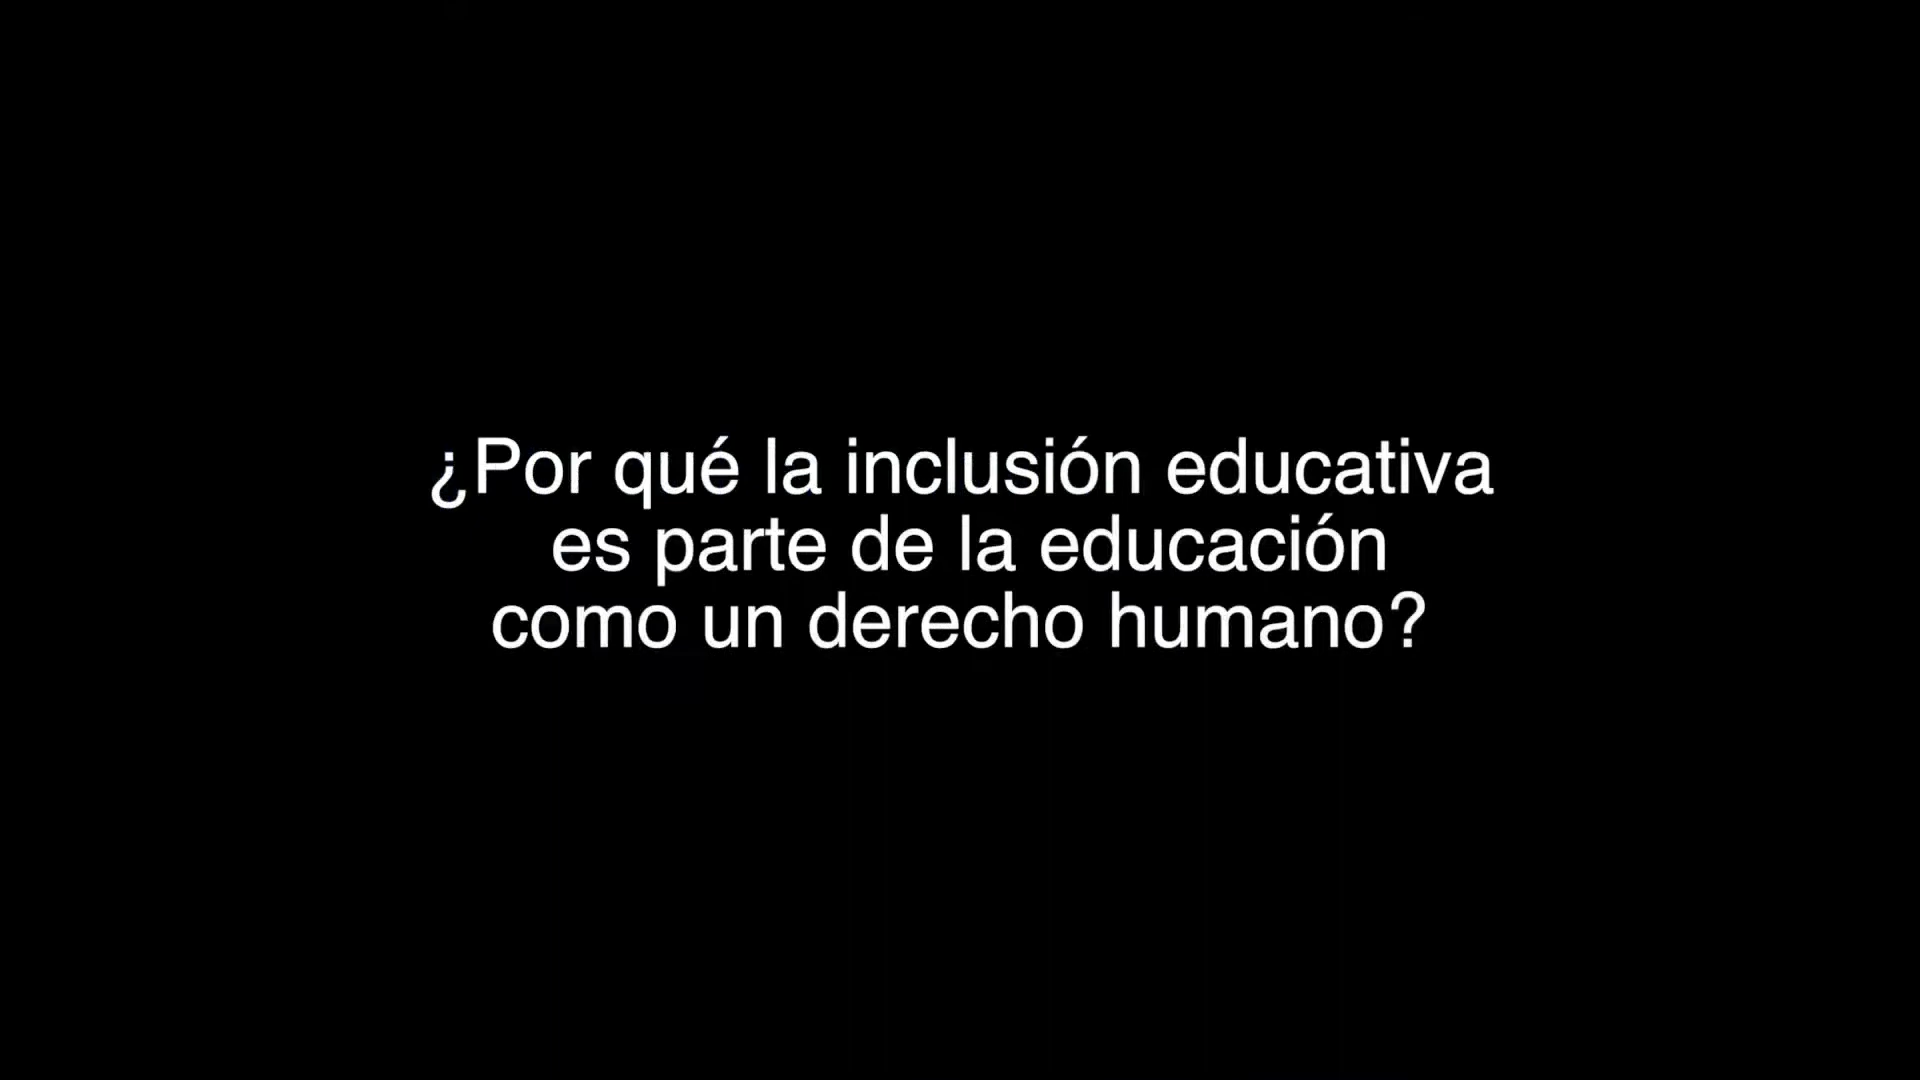 ¿Por qué la inclusión educativa
es parte de la educación
como un derecho humano?